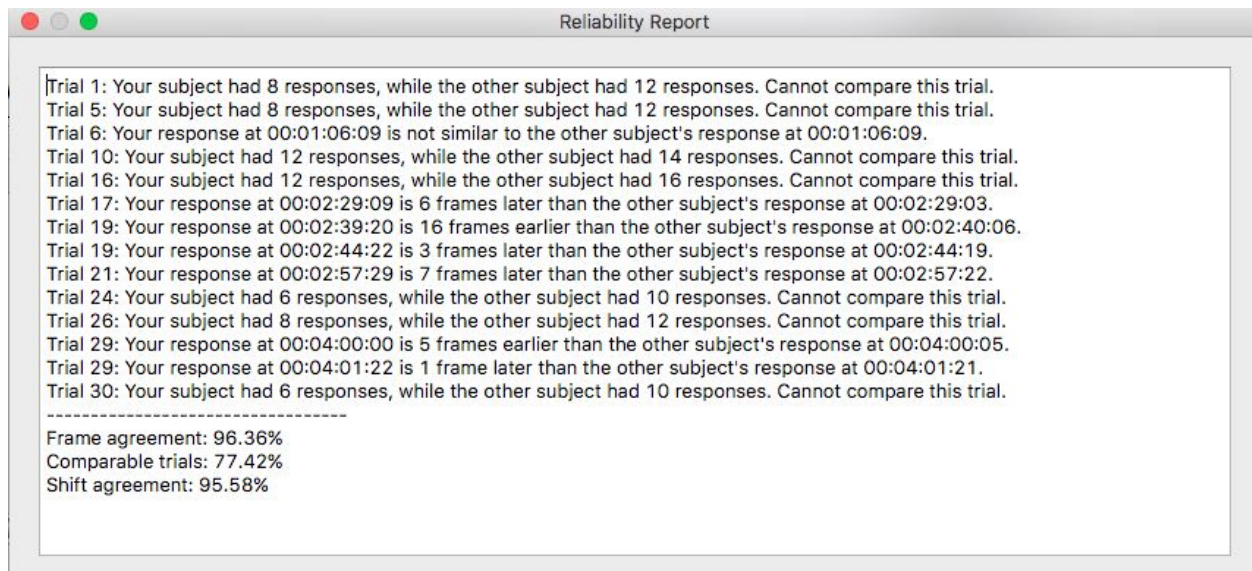 Reliability Report
Trial 1: Your subject had 8 responses, while the other subject had 12 responses. Cannot compare this trial.
Trial 5: Your subject had 8 responses, while the other subject had 12 responses. Cannot compare this trial.
Trial 6: Your response at 00:01:06:09 is not similar to the other subject's response at 00:01:06:09.
Trial 10: Your subject had 12 responses, while the other subject had 14 responses. Cannot compare this trial.
Trial 16: Your subject had 12 responses, while the other subject had 16 responses. Cannot compare this trial.
Trial 17: Your response at 00:02:29:09 is 6 frames later than the other subject's response at 00:02:29:03.
Trial 19: Your response at 00:02:39:20 is 16 frames earlier than the other subject's response at 00:02:40:06.
Trial 19: Your response at 00:02:44:22 is 3 frames later than the other subject's response at 00:02:44:19.
Trial 21: Your response at 00:02:57:29 is 7 frames later than the other subject's response at 00:02:57:22.
Trial 24: Your subject had 6 responses, while the other subject had 10 responses. Cannot compare this trial.
Trial 26: Your subject had 8 responses, while the other subject had 12 responses. Cannot compare this trial.
Trial 29: Your response at 00:04:00:00 is 5 frames earlier than the other subject's response at 00:04:00:05.
Trial 29: Your response at 00:04:01:22 is 1 frame later than the other subject's response at 00:04:01:21.
Trial 30: Your subject had 6 responses, while the other subject had 10 responses. Cannot compare this trial.
----------------------------------
Frame agreement: 96.36%
Comparable trials: 77.42%
Shift agreement: 95.58%